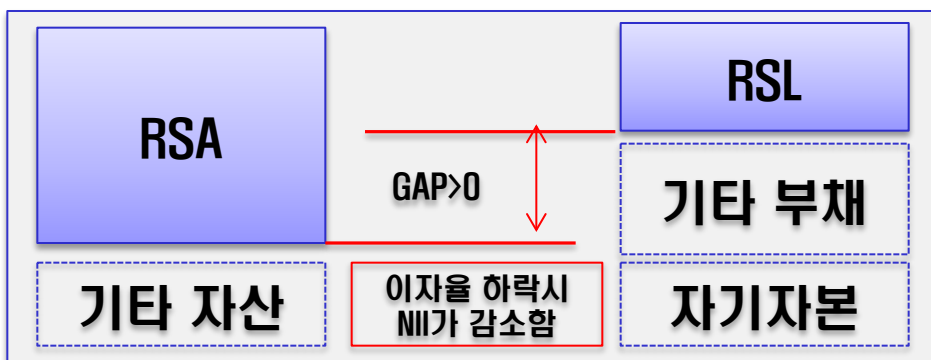 RSA
RSL
GAP>0
기타 부채
기타 자산
이자율 하락시
NII가 감소함
자기자본